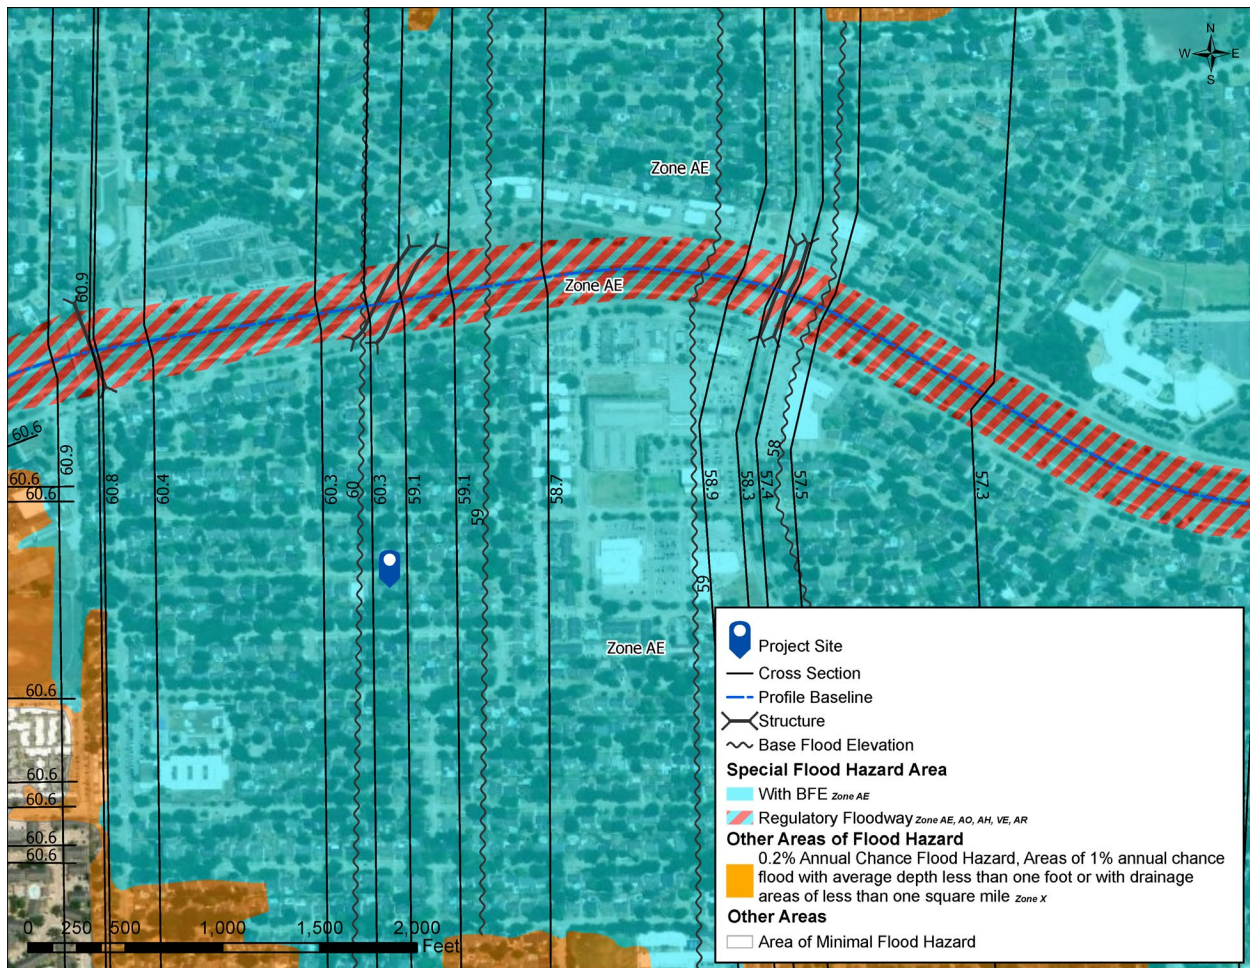 N
W E
S
Zone AE
60.9
Zone AE
60.6
60.9
60.8
60.4
60.3
60
60.3
59.1
59.1
59
58.7
58.9
58.3
57.4
58
57.5
57.3
60.6
60.6
59
Zone AE
60.6
60.6
60.6
60.6
60.6
0 250 500 1,000 1,500 2,000
Feet
Project Site
Cross Section
Profile Baseline
Structure
Base Flood Elevation
Special Flood Hazard Area
With BFE Zone AE
Regulatory Floodway Zone AE, AO, AH, VE, AR
Other Areas of Flood Hazard
0.2% Annual Chance Flood Hazard, Areas of 1% annual chance
flood with average depth less than one foot or with drainage
areas of less than one square mile Zone X
Other Areas
Area of Minimal Flood Hazard